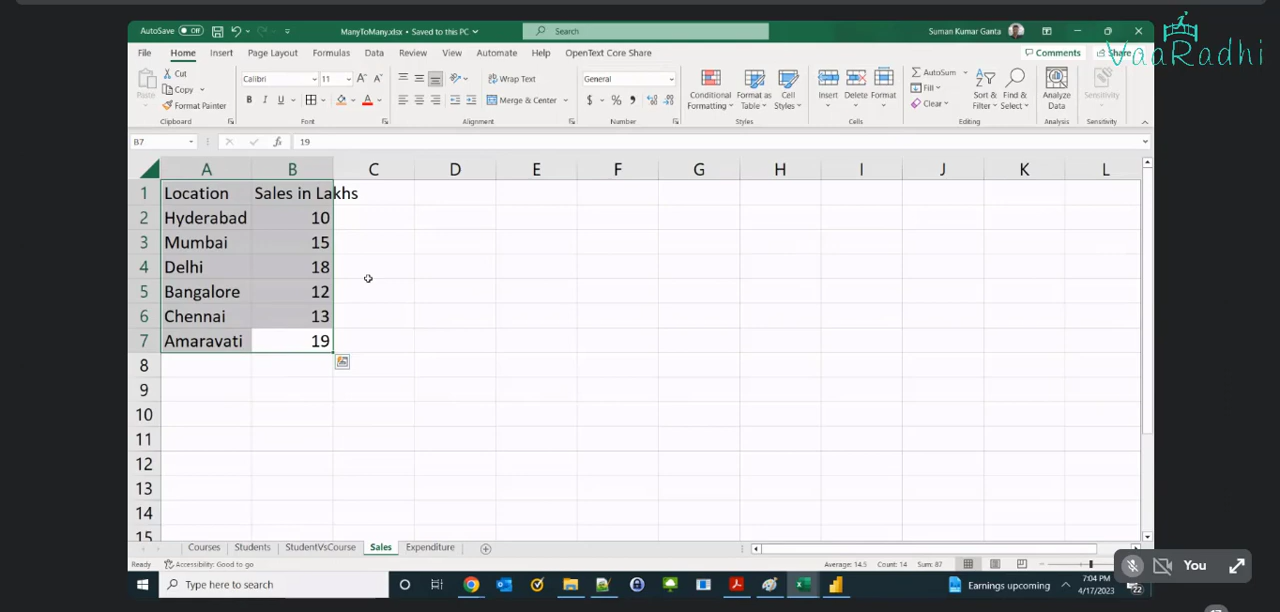 AutoSave Off ManyToMany.xlsx • Saved to this PC Search Suman Kumar Ganta
VaaRadhi
File Home Insert Page Layout Formulas Data Review View Automate Help OpenText Core Share Comments Share
Paste Cut Copy Format Painter Clipboard
Calibri 11 A A B I U A Font
Wrap Text Merge & Center Alignment
General $ % , Number
Conditional Formatting Format as Table Cell Styles Styles
Insert Delete Format Cells
AutoSum Fill Clear Sort & Filter Find & Select Editing
Analyze Data Analysis
Sensitivity Sensitivity
B7 fx 19
A B C D E F G H I J K L
1 Location Sales in Lakhs
2 Hyderabad 10
3 Mumbai 15
4 Delhi 18
5 Bangalore 12
6 Chennai 13
7 Amaravati 19
8
9
10
11
12
13
14
15
Courses Students StudentVsCourse Sales Expenditure
Ready Accessibility: Good to go Average: 14.5 Count: 14 Sum: 87
You
Type here to search Earnings upcoming 7:04 PM 4/17/2023 22